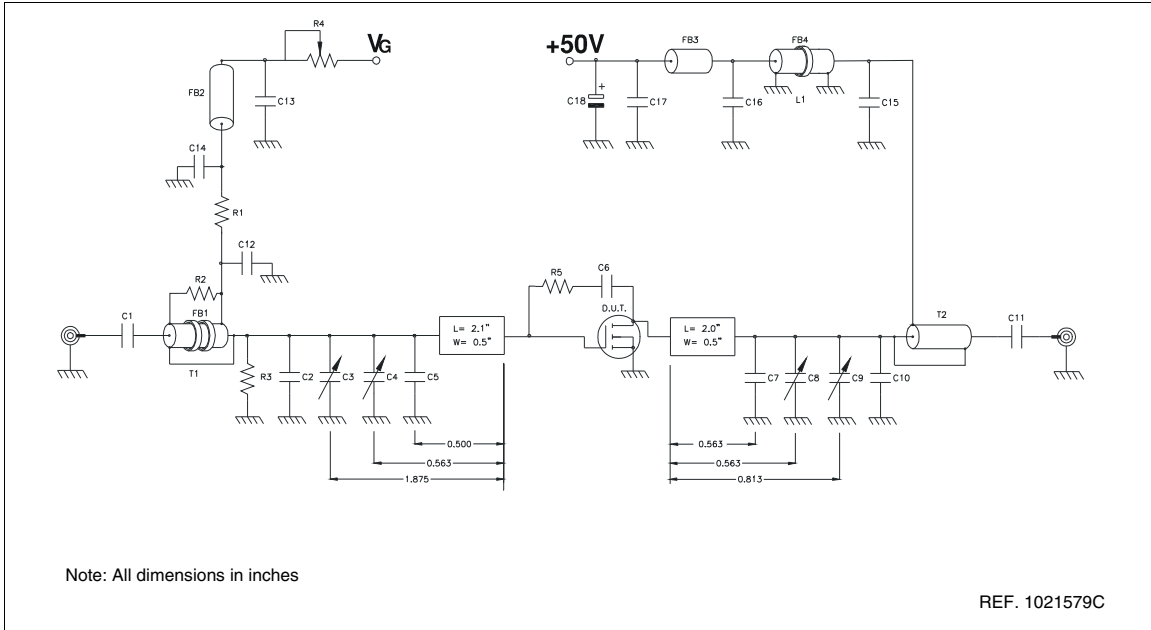 R4
VG
+50V
FB3
FB4
FB2
C13
C18
+
C17
C16
L1
C15
C14
R1
C12
R2
FB1
C1
T1
R5
C6
D.U.T.
L= 2.1"
W= 0.5"
L= 2.0"
W= 0.5"
T2
C11
R3
C2
C3
C4
C5
C7
C8
C9
C10
0.500
0.563
0.563
0.563
1.875
0.813
Note: All dimensions in inches
REF. 1021579C